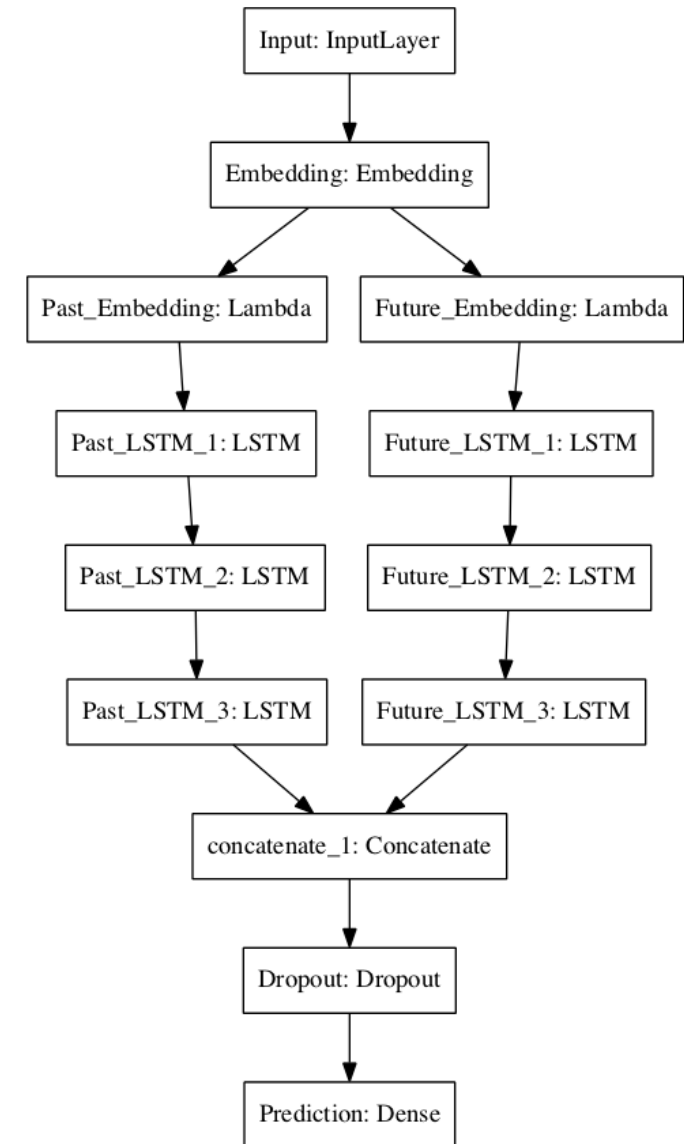 Input: InputLayer
Embedding: Embedding
Past_Embedding: Lambda
Future_Embedding: Lambda
Past_LSTM_1: LSTM
Future_LSTM_1: LSTM
Past_LSTM_2: LSTM
Future_LSTM_2: LSTM
Past_LSTM_3: LSTM
Future_LSTM_3: LSTM
concatenate_1: Concatenate
Dropout: Dropout
Prediction: Dense